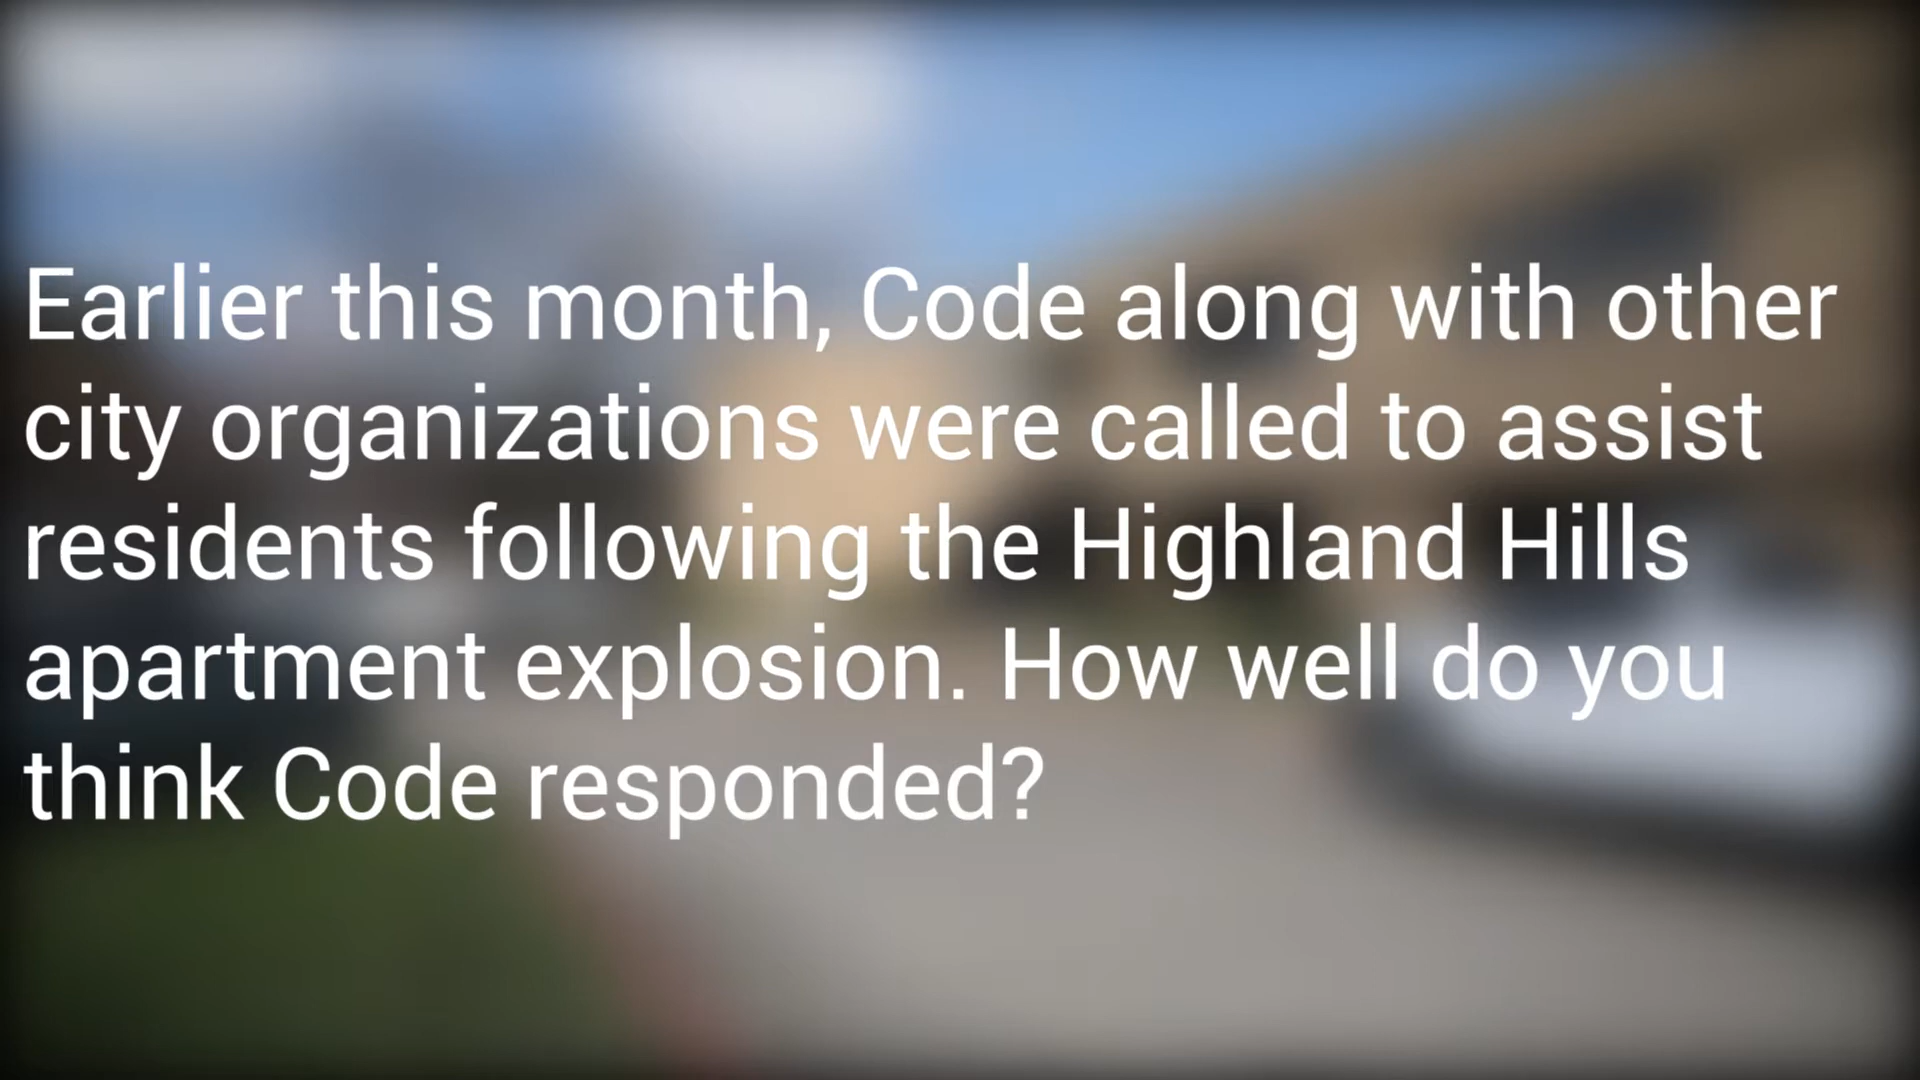 Earlier this month, Code along with other
city organizations were called to assist
residents following the Highland Hills
apartment explosion. How well do you
think Code responded?